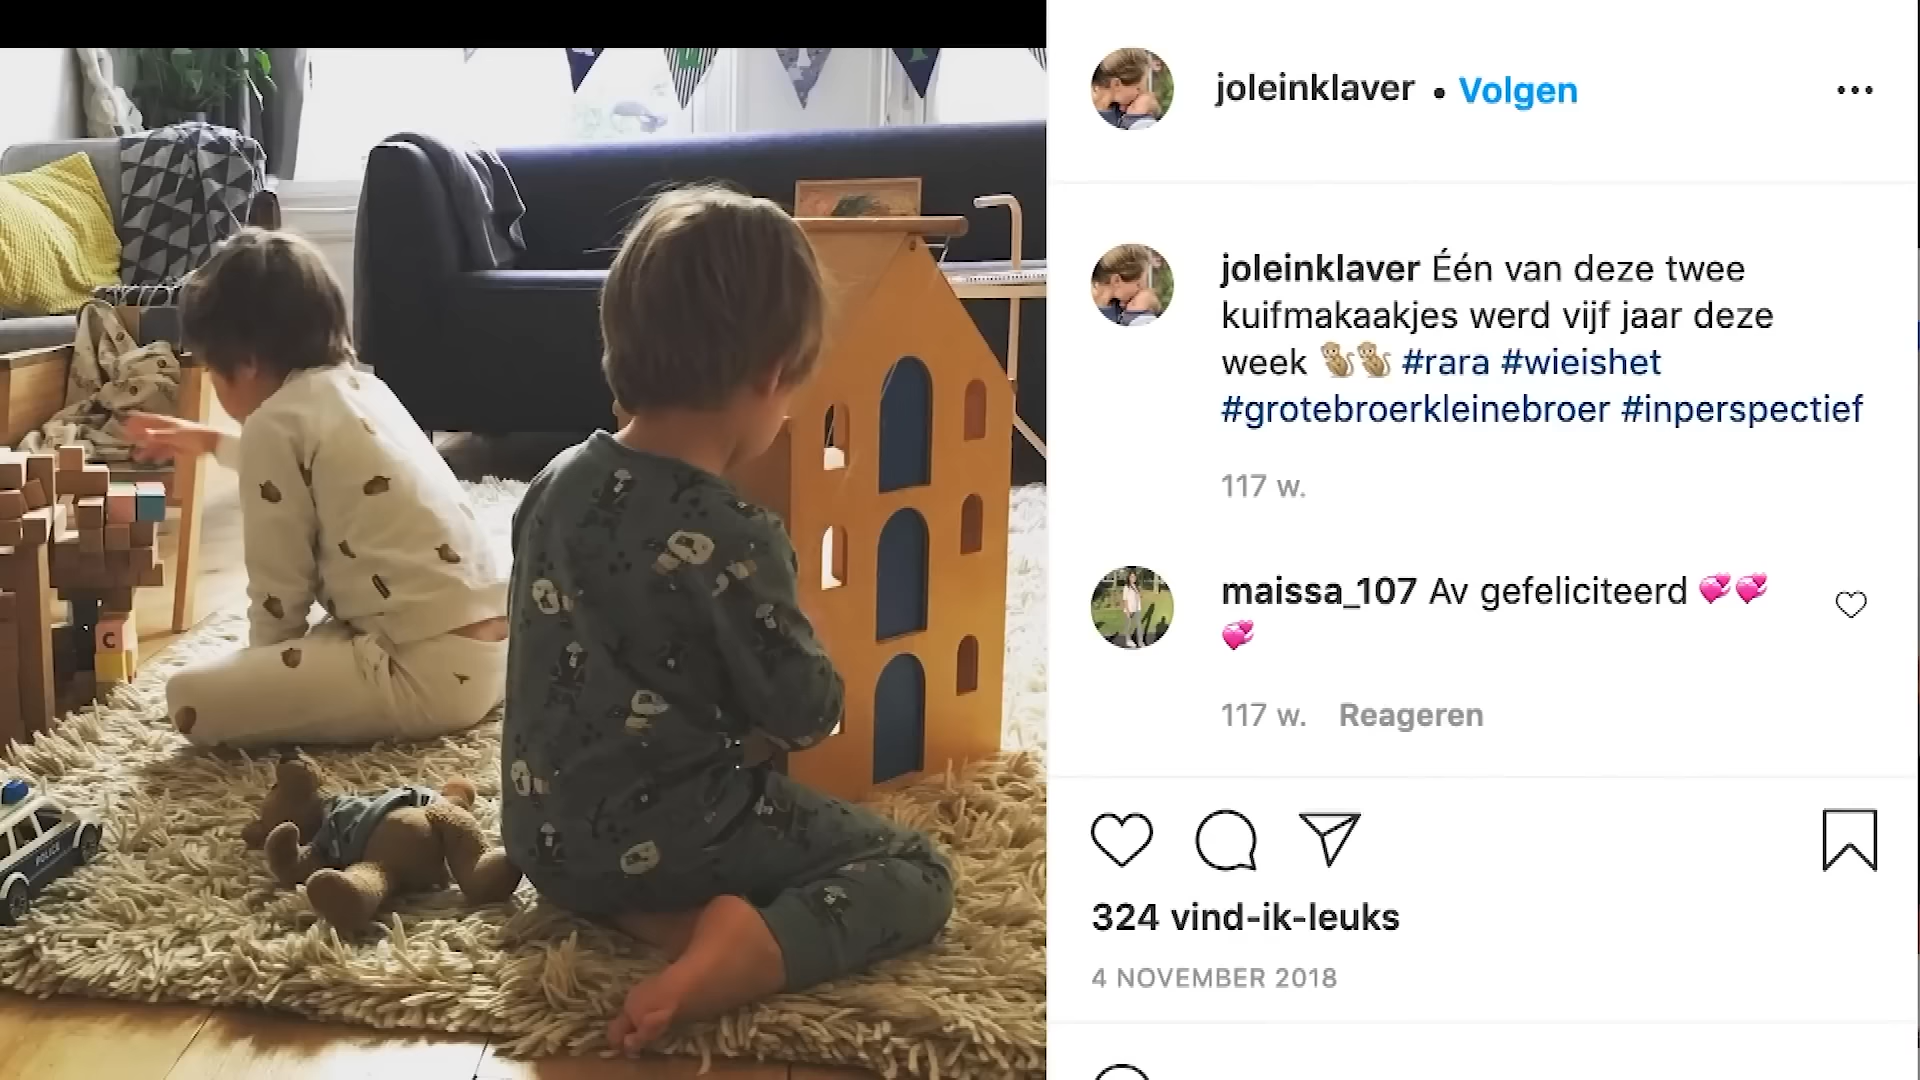 joleinklaver • Volgen
joleinklaver Één van deze twee
kuifmakaakjes werd vijf jaar deze
week 🐒🐒 #rara #wieishet
#grotebroerkleinebroer #inperspectief
117 w.
maissa_107 Av gefeliciteerd 💞💞
💞
117 w. Reageren
324 vind-ik-leuks
4 NOVEMBER 2018
POLICE
C